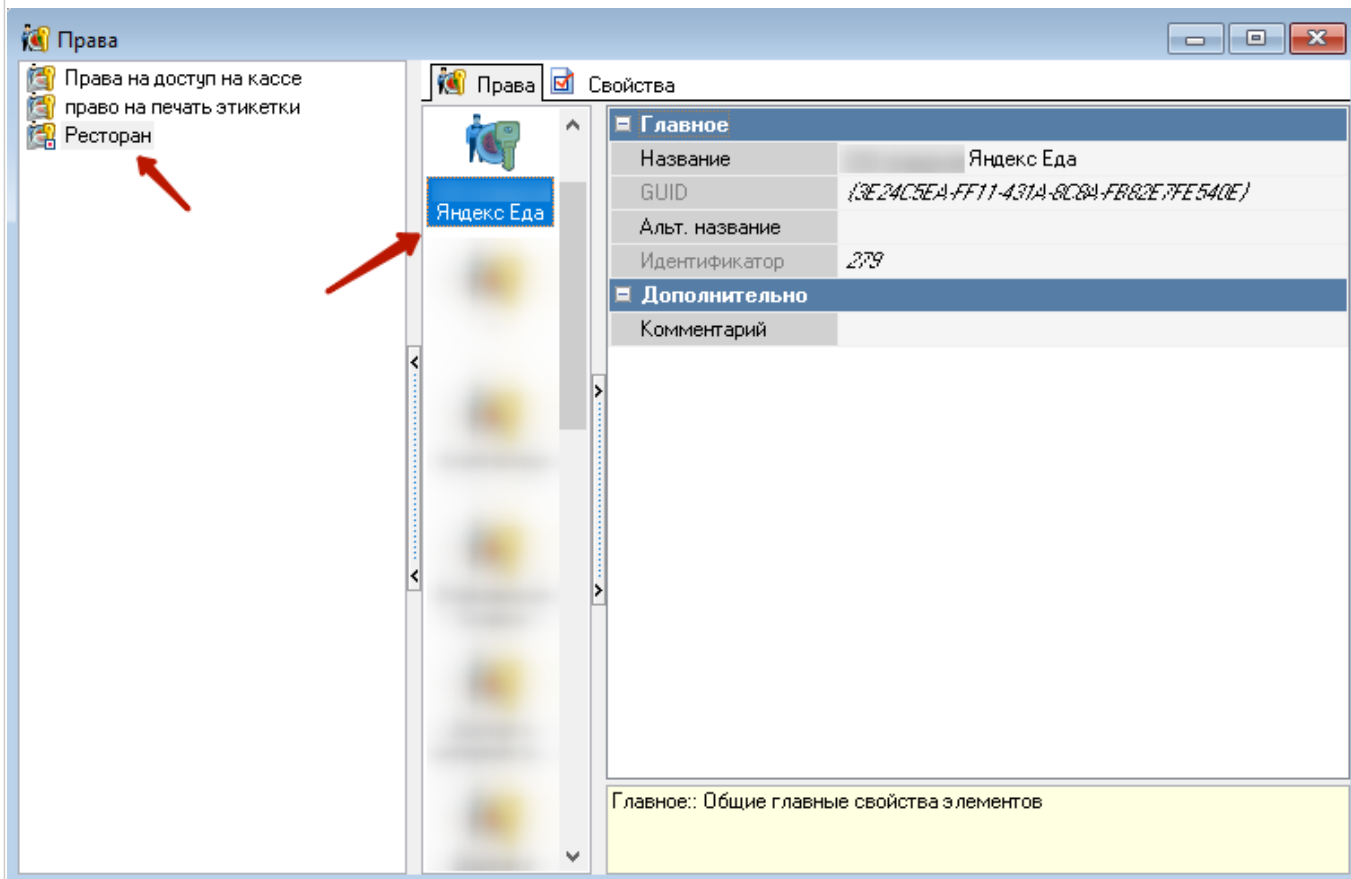 Права
Права на доступ на кассе
право на печать этикетки
Ресторан
Права
Свойства
Яндекс Еда
Главное
Название Яндекс Еда
GUID {3E24C5EA-FF11-431A-8C8A-FB82E7FE540E}
Альт. название
Идентификатор 279
Дополнительно
Комментарий
Главное:: Общие главные свойства элементов